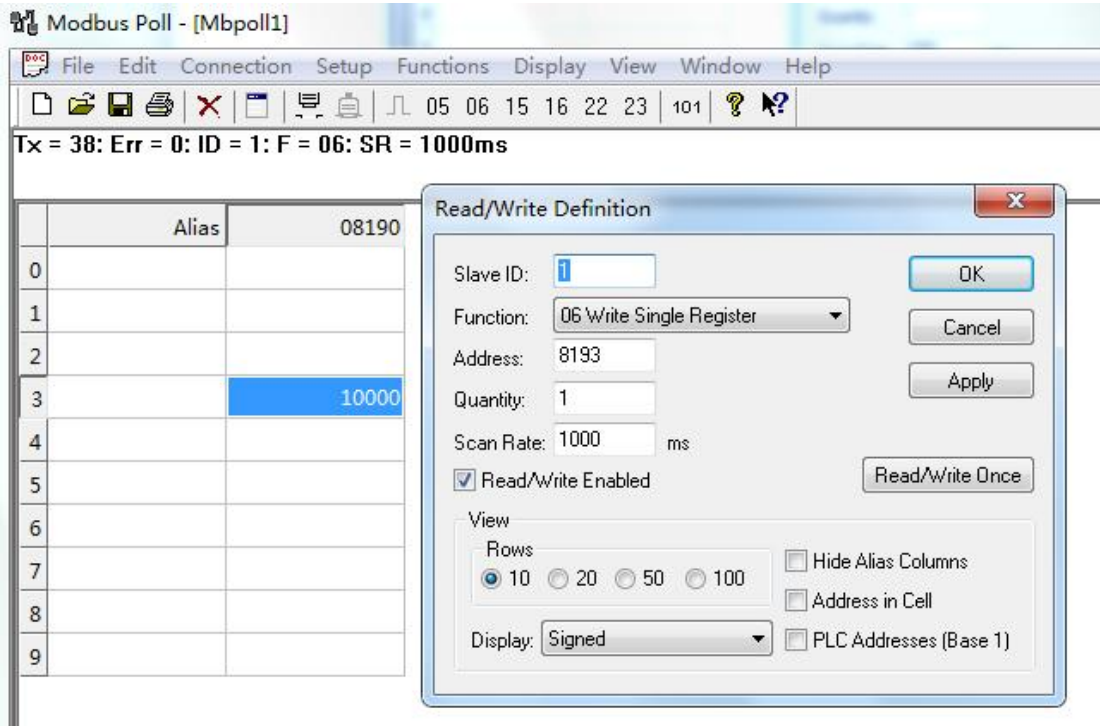 Modbus Poll - [Mbpoll1]
DOC File Edit Connection Setup Functions Display View Window Help
05 06 15 16 22 23 101
Tx = 38: Err = 0: ID = 1: F = 06: SR = 1000ms
Alias 08190
0
1
2
3 10000
4
5
6
7
8
9
Read/Write Definition
Slave ID: 1 OK
Function: 06 Write Single Register Cancel
Address: 8193
Quantity: 1 Apply
Scan Rate: 1000 ms
Read/Write Enabled Read/Write Once
View
Rows
10 20 50 100
Hide Alias Columns
Address in Cell
Display: Signed PLC Addresses (Base 1)